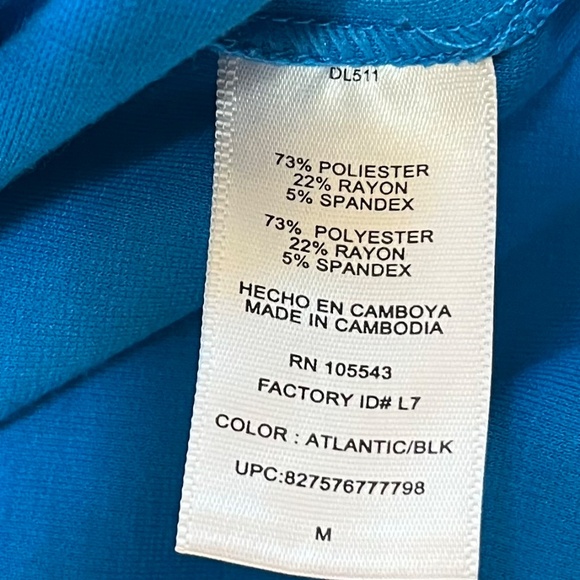 DL511
73% POLIESTER
22% RAYON
5% SPANDEX
73% POLYESTER
22% RAYON
5% SPANDEX
HECHO EN CAMBOYA
MADE IN CAMBODIA
RN 105543
FACTORY ID# L7
COLOR : ATLANTIC/BLK
UPC:827576777798
M